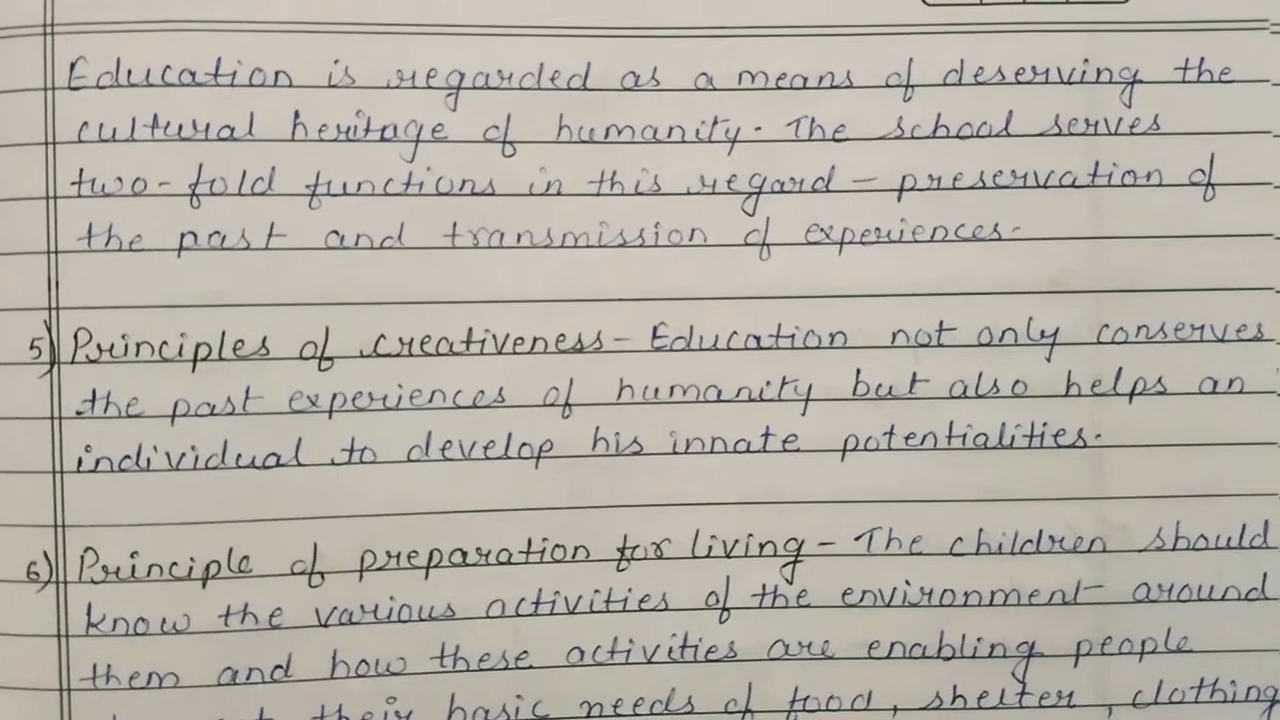 Education is regarded as a means of deserving the
cultural heritage of humanity. The school serves
two-fold functions in this regard – preservation of
the past and transmission of experiences.
5) Principles of creativeness – Education not only conserves
the past experiences of humanity but also helps an
individual to develop his innate potentialities.
6) Principle of preparation for living – The children should
know the various activities of the environment around
them and how these activities are enabling people
their basic needs of food, shelter, clothing